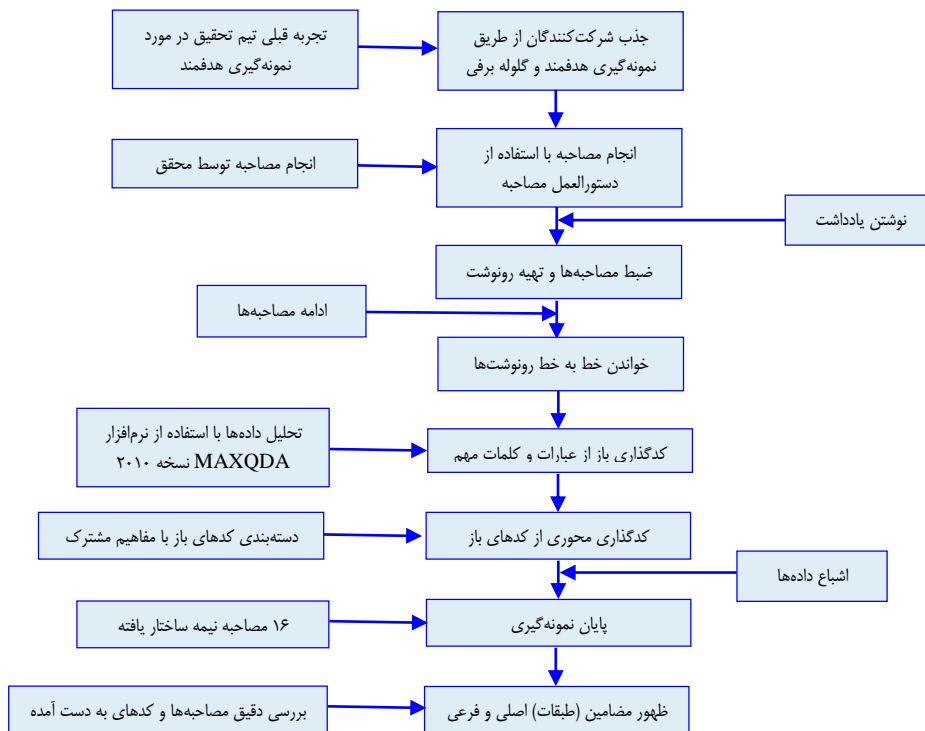 جذب شرکت‌کنندگان از طریق
نمونه‌گیری هدفمند و گلوله برفی
تجربه قبلی تیم تحقیق در مورد
نمونه‌گیری هدفمند
انجام مصاحبه با استفاده از
دستورالعمل مصاحبه
انجام مصاحبه توسط محقق
نوشتن یادداشت
ضبط مصاحبه‌ها و تهیه رونوشت
ادامه مصاحبه‌ها
خواندن خط به خط رونوشت‌ها
کدگذاری باز از عبارات و کلمات مهم
تحلیل داده‌ها با استفاده از نرم‌افزار
MAXQDA نسخه ۲۰۱۰
کدگذاری محوری از کدهای باز
دسته‌بندی کدهای باز با مفاهیم مشترک
اشباع داده‌ها
پایان نمونه‌گیری
۱۶ مصاحبه نیمه ساختار یافته
ظهور مضامین (طبقات) اصلی و فرعی
بررسی دقیق مصاحبه‌ها و کدهای به دست آمده